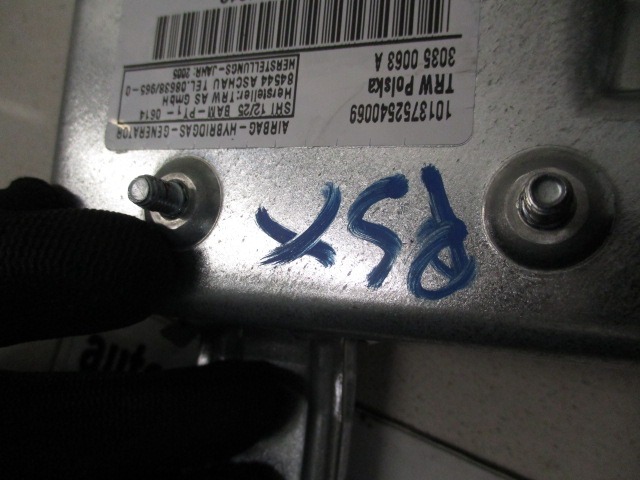 AIRBAG - HYBRIDGAS - GENERATOR
SHI 12/25 BAR-M PT1 - 0614
Hersteller:TRW AS GmbH
84544 ASCHAU TEL.08638/965-0
HERSTELLUNGS-JAHR: 2005
1013752540069
TRW Polska
3035 0063 A
RSX